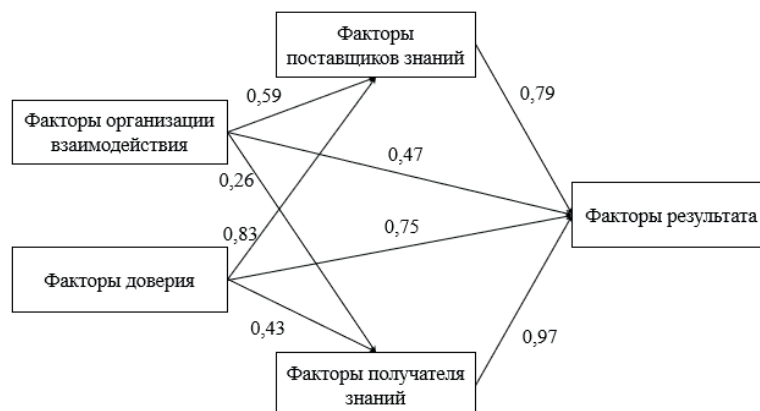 Факторы
поставщиков знаний
0,59
0,79
Факторы организации
взаимодействия
0,47
0,26
Факторы результата
0,83
0,75
Факторы доверия
0,43
0,97
Факторы получателя
знаний